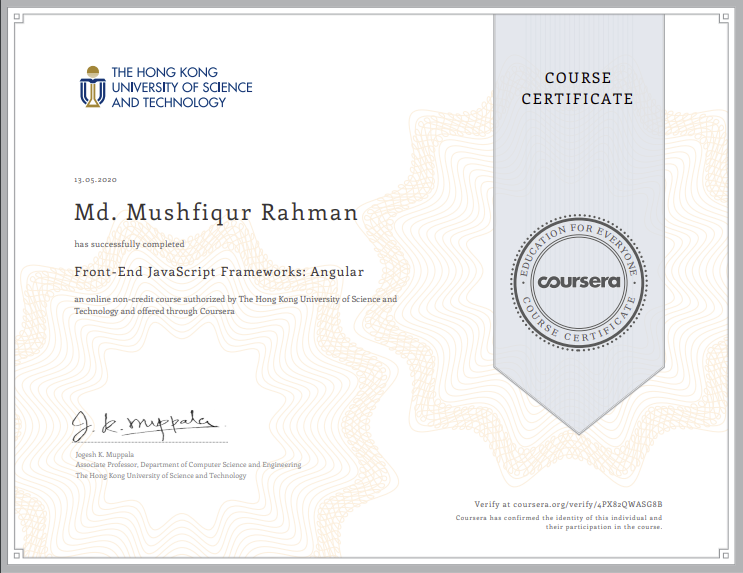 THE HONG KONG
UNIVERSITY OF SCIENCE
AND TECHNOLOGY
COURSE
CERTIFICATE
13.05.2020
Md. Mushfiqur Rahman
has successfully completed
Front-End JavaScript Frameworks: Angular
an online non-credit course authorized by The Hong Kong University of Science and
Technology and offered through Coursera
EDUCATION FOR EVERYONE
coursera
COURSE CERTIFICATE
J. K. Muppala
Jogesh K. Muppala
Associate Professor, Department of Computer Science and Engineering
The Hong Kong University of Science and Technology
Verify at coursera.org/verify/4PX82QWASG8B
Coursera has confirmed the identity of this individual and
their participation in the course.